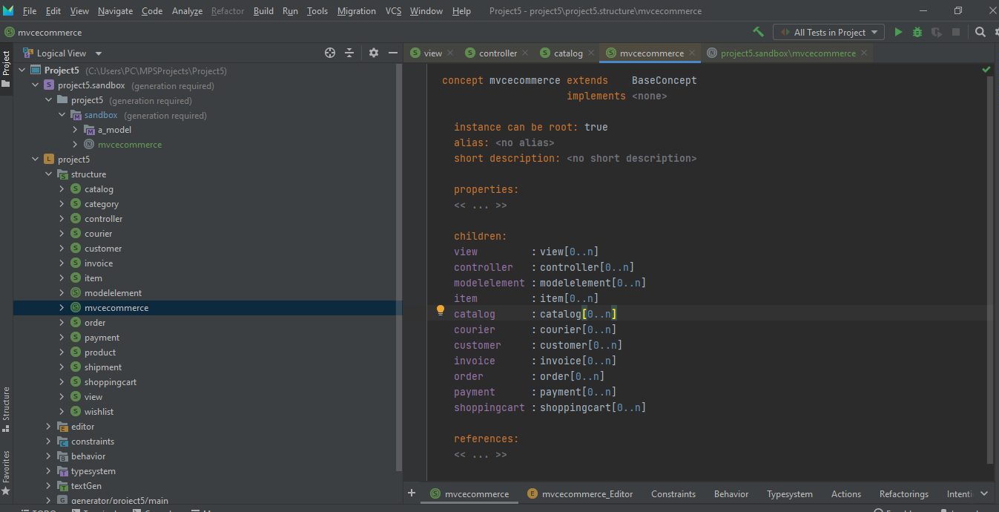 File Edit View Navigate Code Analyze Refactor Build Run Tools Migration VCS Window Help Project5 - project5\project5.structure\mvcecommerce
mvcecommerce
All Tests in Project
Project
Logical View
Project5 (C:\Users\PC\MPSProjects\Project5)
project5.sandbox (generation required)
project5 (generation required)
sandbox (generation required)
a_model
mvcecommerce
project5
structure
catalog
category
controller
courier
customer
invoice
item
modelelement
mvcecommerce
order
payment
product
shipment
shoppingcart
view
wishlist
editor
constraints
behavior
typesystem
textGen
generator/project5/main
Structure
Favorites
view controller catalog mvcecommerce project5.sandbox\mvcecommerce
concept mvcecommerce extends BaseConcept
implements <none>
instance can be root: true
alias: <no alias>
short description: <no short description>
properties:
<< ... >>
children:
view : view[0..n]
controller : controller[0..n]
modelelement : modelelement[0..n]
item : item[0..n]
catalog : catalog[0..n]
courier : courier[0..n]
customer : customer[0..n]
invoice : invoice[0..n]
order : order[0..n]
payment : payment[0..n]
shoppingcart : shoppingcart[0..n]
references:
<< ... >>
mvcecommerce mvcecommerce_Editor Constraints Behavior Typesystem Actions Refactorings Intenti